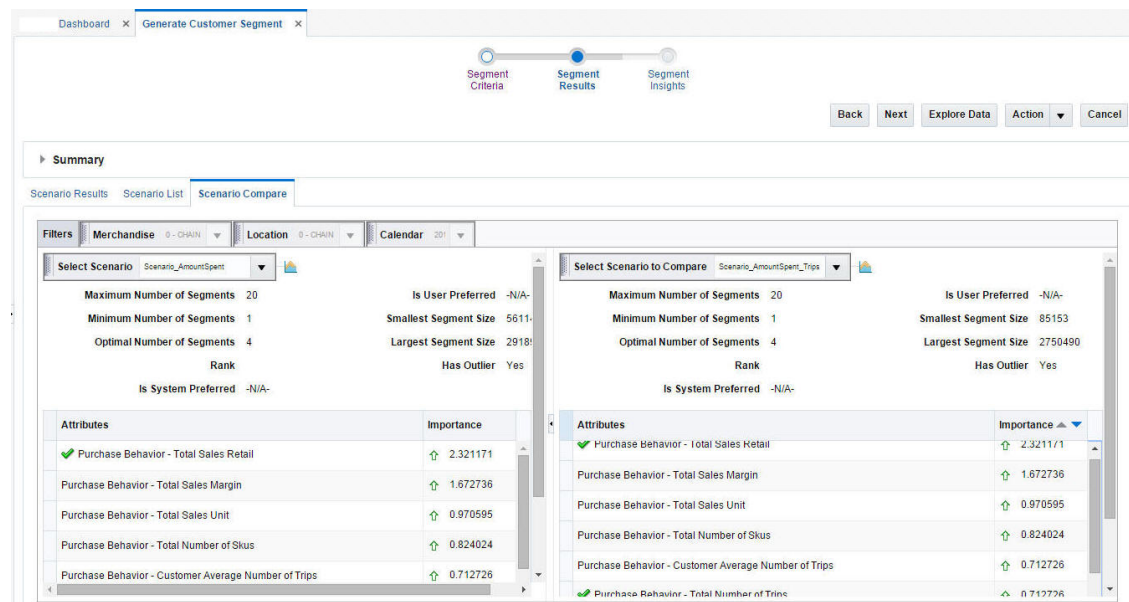 Dashboard × Generate Customer Segment ×
Segment Criteria
Segment Results
Segment Insights
Back Next Explore Data Action Cancel
Summary
Scenario Results Scenario List Scenario Compare
Filters Merchandise 0 - CHAIN Location 0 - CHAIN Calendar 201
Select Scenario Scenario_AmountSpent
Maximum Number of Segments 20 Is User Preferred -N/A-
Minimum Number of Segments 1 Smallest Segment Size 5611
Optimal Number of Segments 4 Largest Segment Size 2918
Rank Has Outlier Yes
Is System Preferred -N/A-
Attributes Importance
Purchase Behavior - Total Sales Retail 2.321171
Purchase Behavior - Total Sales Margin 1.672736
Purchase Behavior - Total Sales Unit 0.970595
Purchase Behavior - Total Number of Skus 0.824024
Purchase Behavior - Customer Average Number of Trips 0.712726
Select Scenario to Compare Scenario_AmountSpent_Trips
Maximum Number of Segments 20 Is User Preferred -N/A-
Minimum Number of Segments 1 Smallest Segment Size 85153
Optimal Number of Segments 4 Largest Segment Size 2750490
Rank Has Outlier Yes
Is System Preferred -N/A-
Attributes Importance
Purchase Behavior - Total Sales Retail 2.321171
Purchase Behavior - Total Sales Margin 1.672736
Purchase Behavior - Total Sales Unit 0.970595
Purchase Behavior - Total Number of Skus 0.824024
Purchase Behavior - Customer Average Number of Trips 0.712726
Purchase Behavior - Total Number of Trips 0.712726